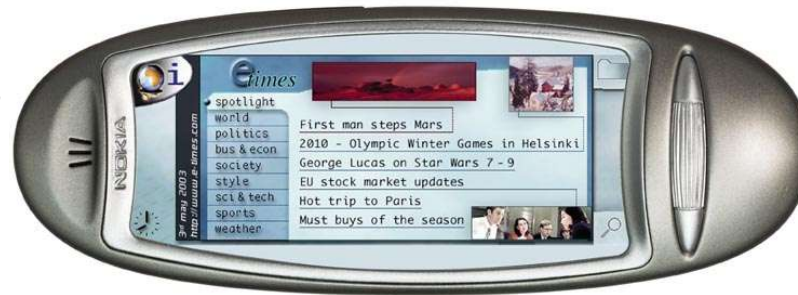 NOKIA
i
3rd may 2003
http://www.e-times.com
etimes
spotlight
world
politics
bus & econ
society
style
sci & tech
sports
weather
First man steps Mars
2010 - Olympic Winter Games in Helsinki
George Lucas on Star Wars 7 - 9
EU stock market updates
Hot trip to Paris
Must buys of the season